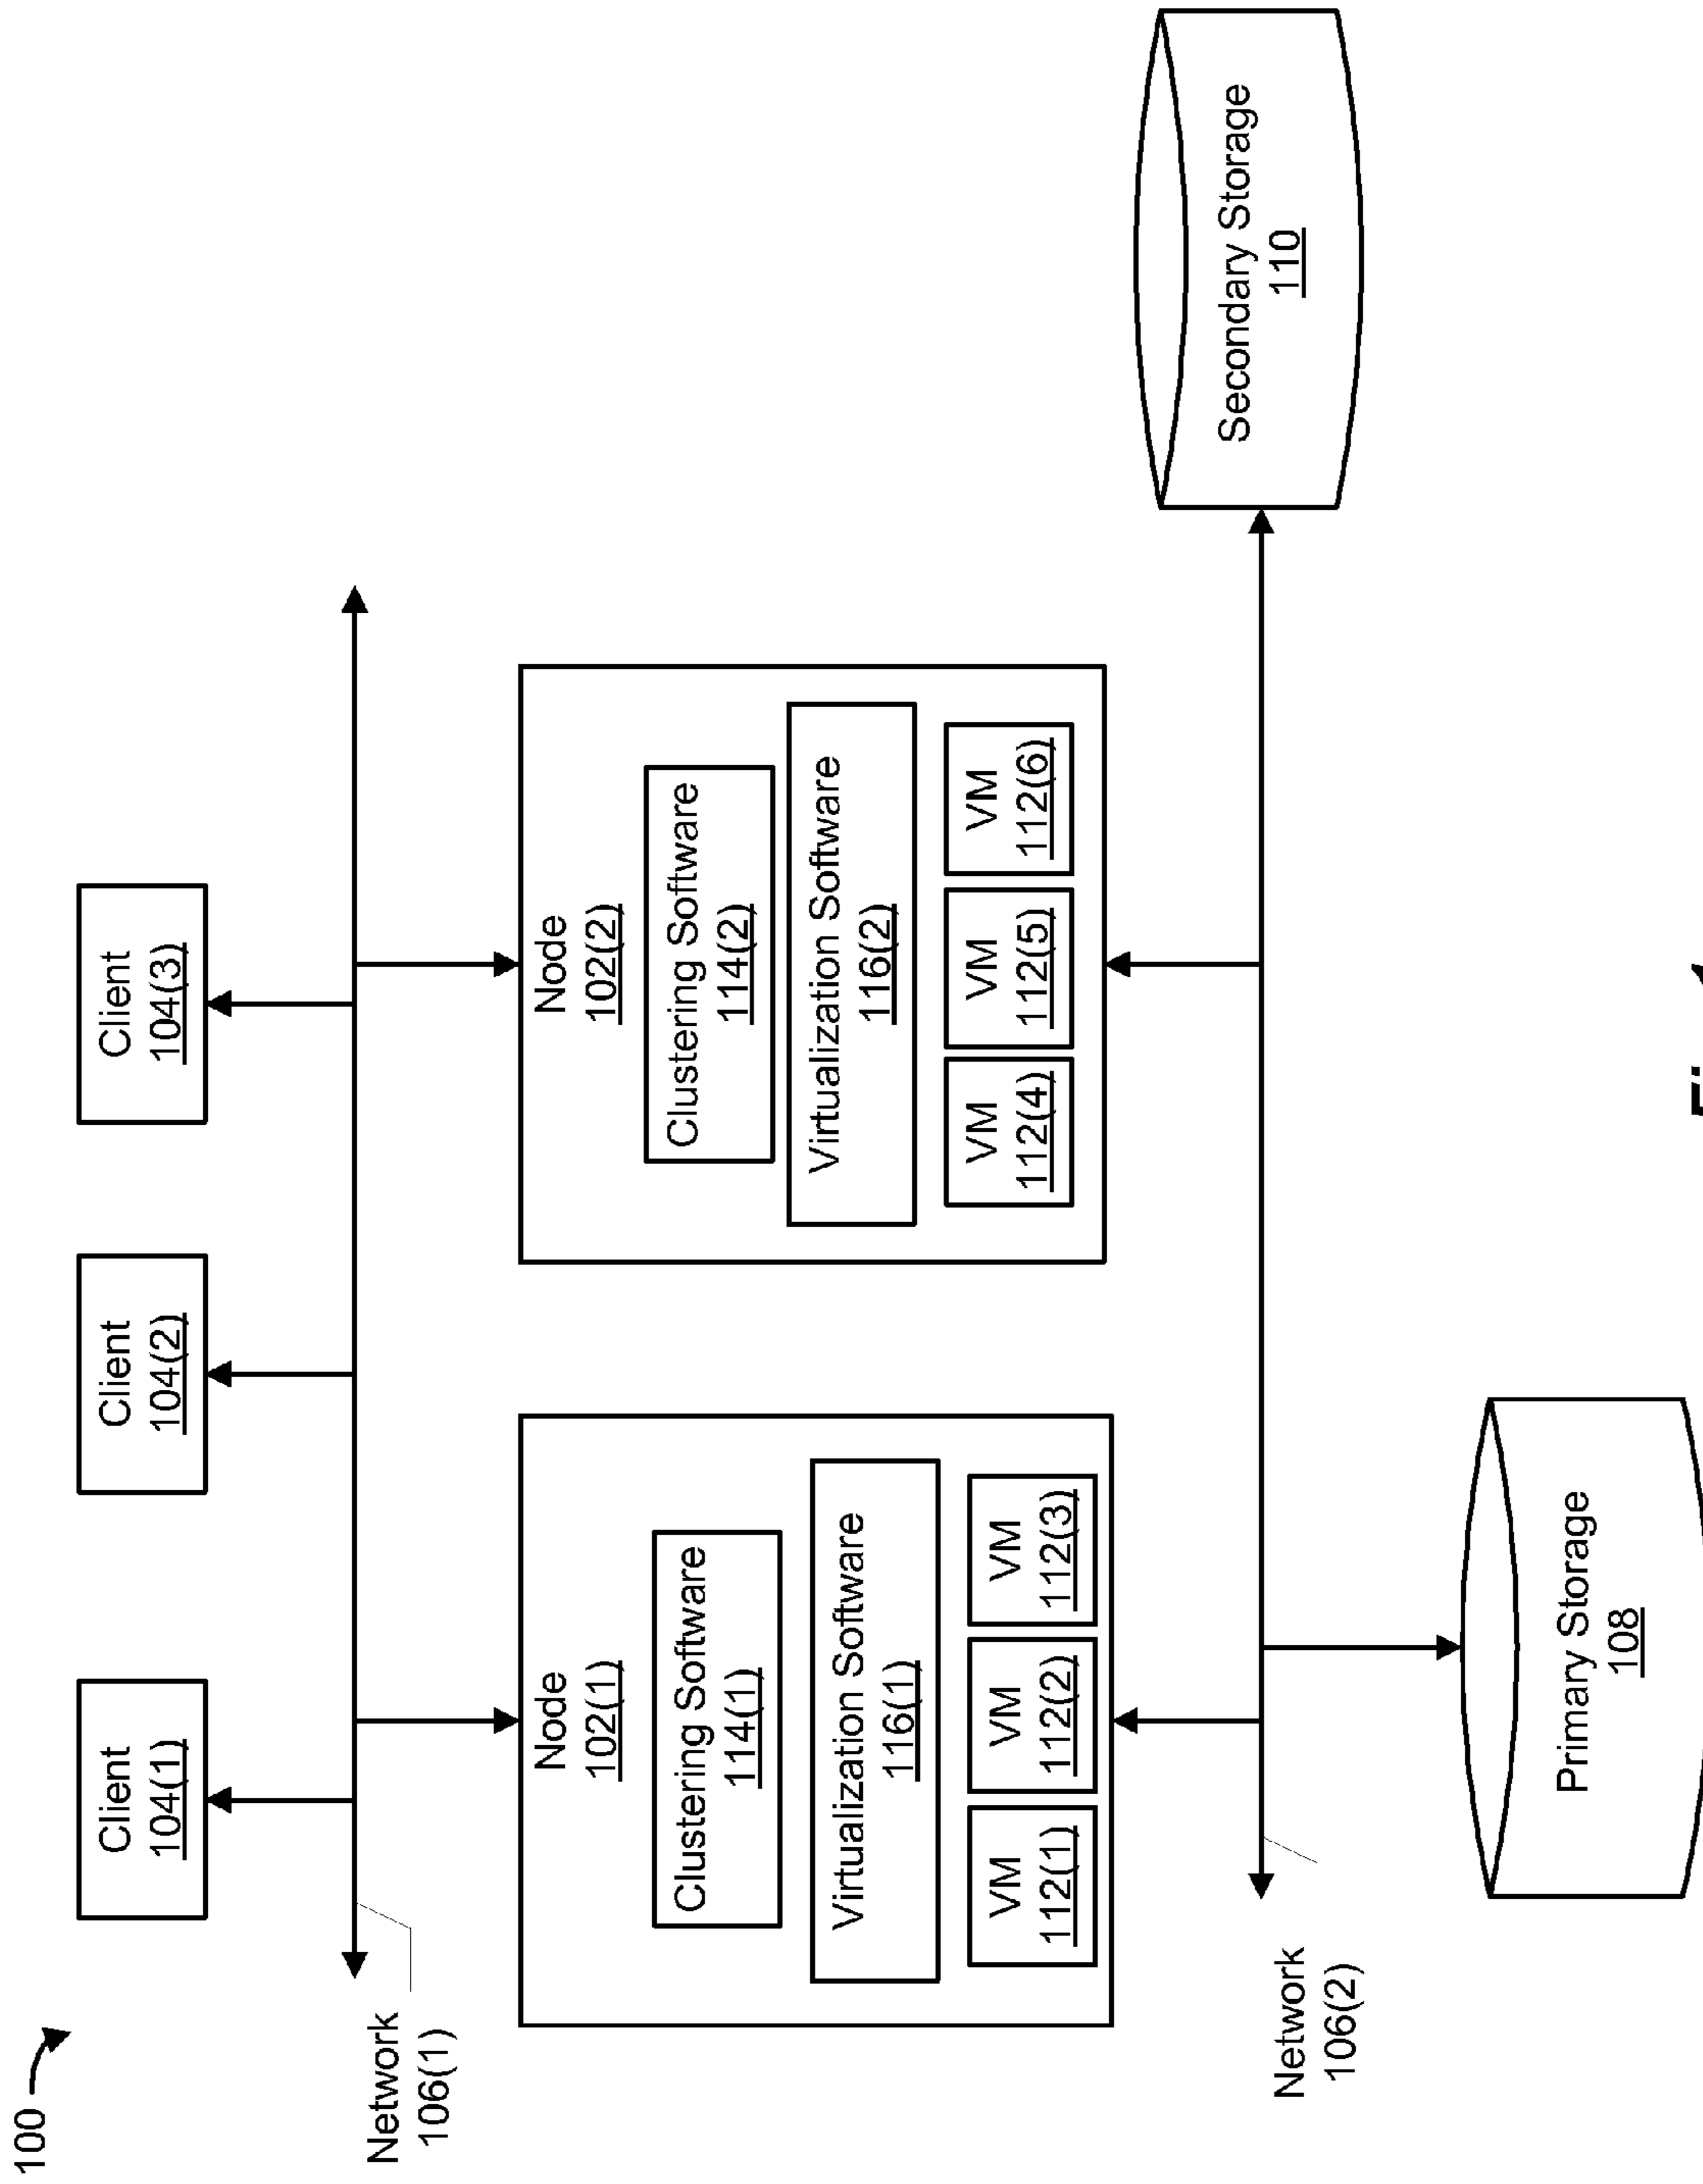 100
Client
104(1)
Client
104(2)
Client
104(3)
Network
106(1)
Node
102(1)
Clustering Software
114(1)
Virtualization Software
116(1)
VM
112(1)
VM
112(2)
VM
112(3)
Node
102(2)
Clustering Software
114(2)
Virtualization Software
116(2)
VM
112(4)
VM
112(5)
VM
112(6)
Network
106(2)
Secondary Storage
110
Primary Storage
108